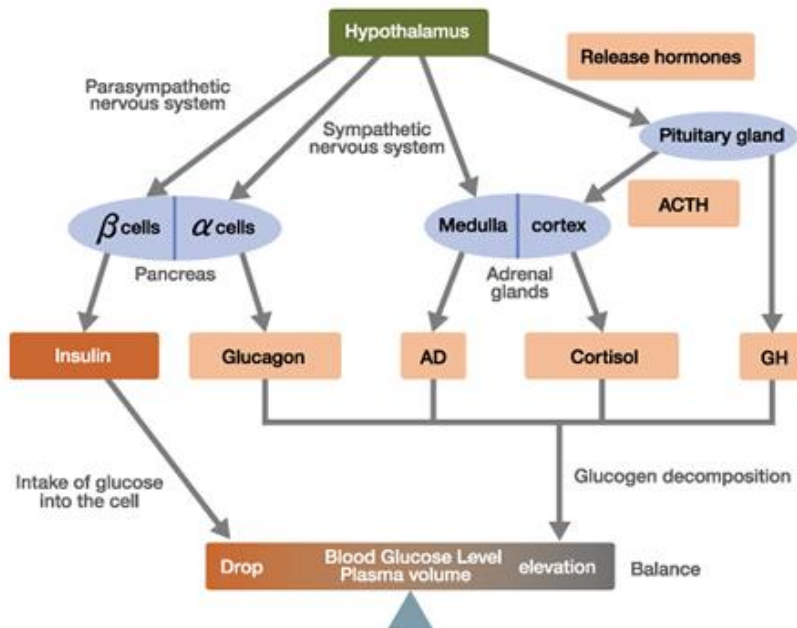 Hypothalamus
Release hormones
Parasympathetic
nervous system
Sympathetic
nervous system
Pituitary gland
ACTH
β cells
α cells
Pancreas
Medulla
cortex
Adrenal
glands
Insulin
Glucagon
AD
Cortisol
GH
Intake of glucose
into the cell
Glucogen decomposition
Drop
Blood Glucose Level
Plasma volume
elevation
Balance